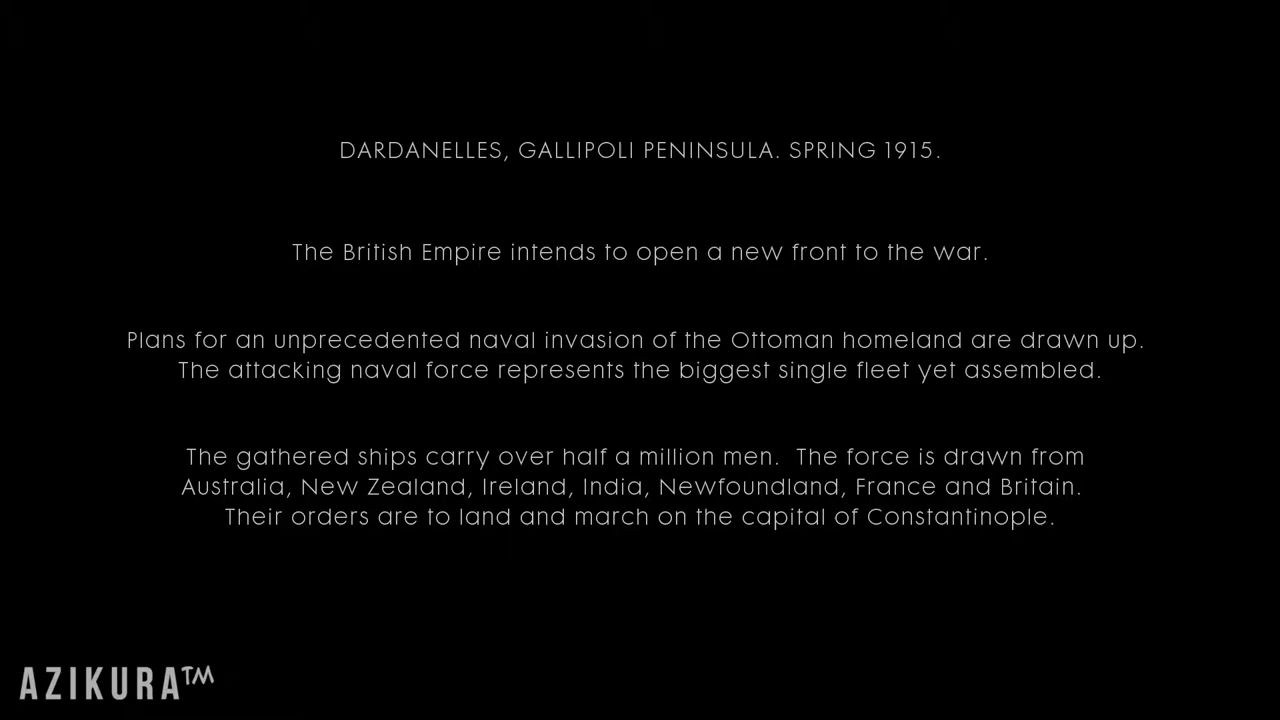 DARDANELLES, GALLIPOLI PENINSULA. SPRING 1915.
The British Empire intends to open a new front to the war.
Plans for an unprecedented naval invasion of the Ottoman homeland are drawn up.
The attacking naval force represents the biggest single fleet yet assembled.
The gathered ships carry over half a million men.  The force is drawn from
Australia, New Zealand, Ireland, India, Newfoundland, France and Britain.
Their orders are to land and march on the capital of Constantinople.
AZIKURA™